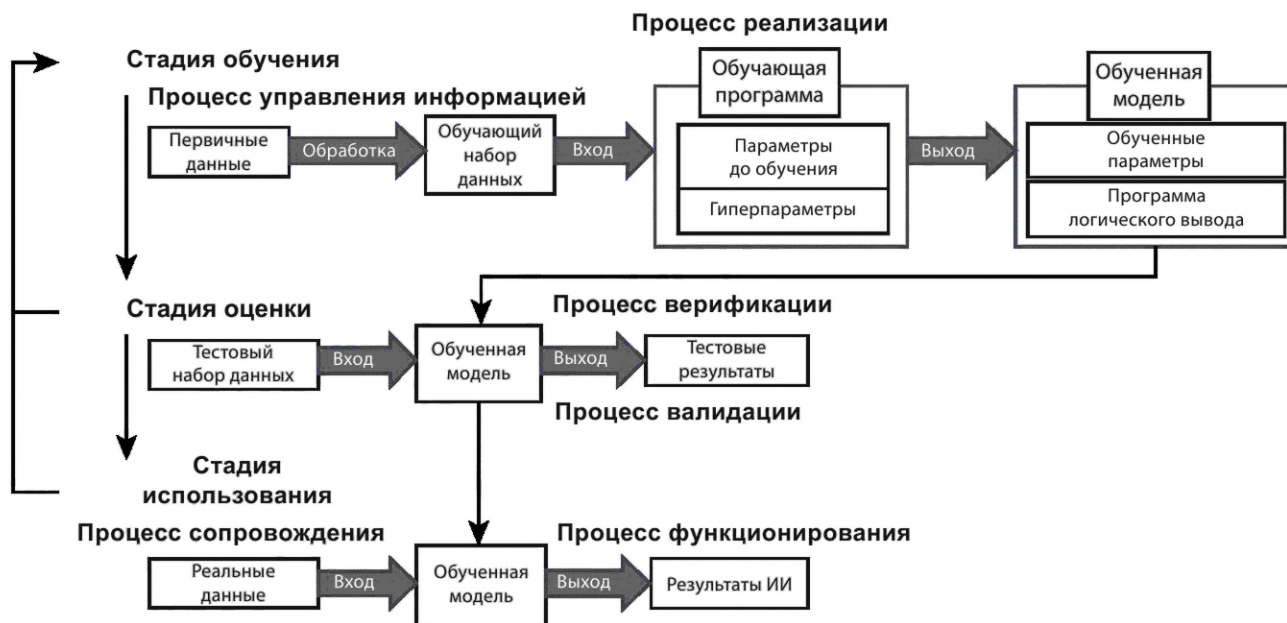 Процесс реализации
Стадия обучения
Процесс управления информацией
Первичные
данные
Обработка
Обучающий
набор
данных
Вход
Обучающая
программа
Параметры
до обучения
Гиперпараметры
Выход
Обученная
модель
Обученные
параметры
Программа
логического вывода
Стадия оценки
Процесс верификации
Тестовый
набор данных
Вход
Обученная
модель
Выход
Тестовые
результаты
Процесс валидации
Стадия
использования
Процесс сопровождения
Процесс функционирования
Реальные
данные
Вход
Обученная
модель
Выход
Результаты ИИ